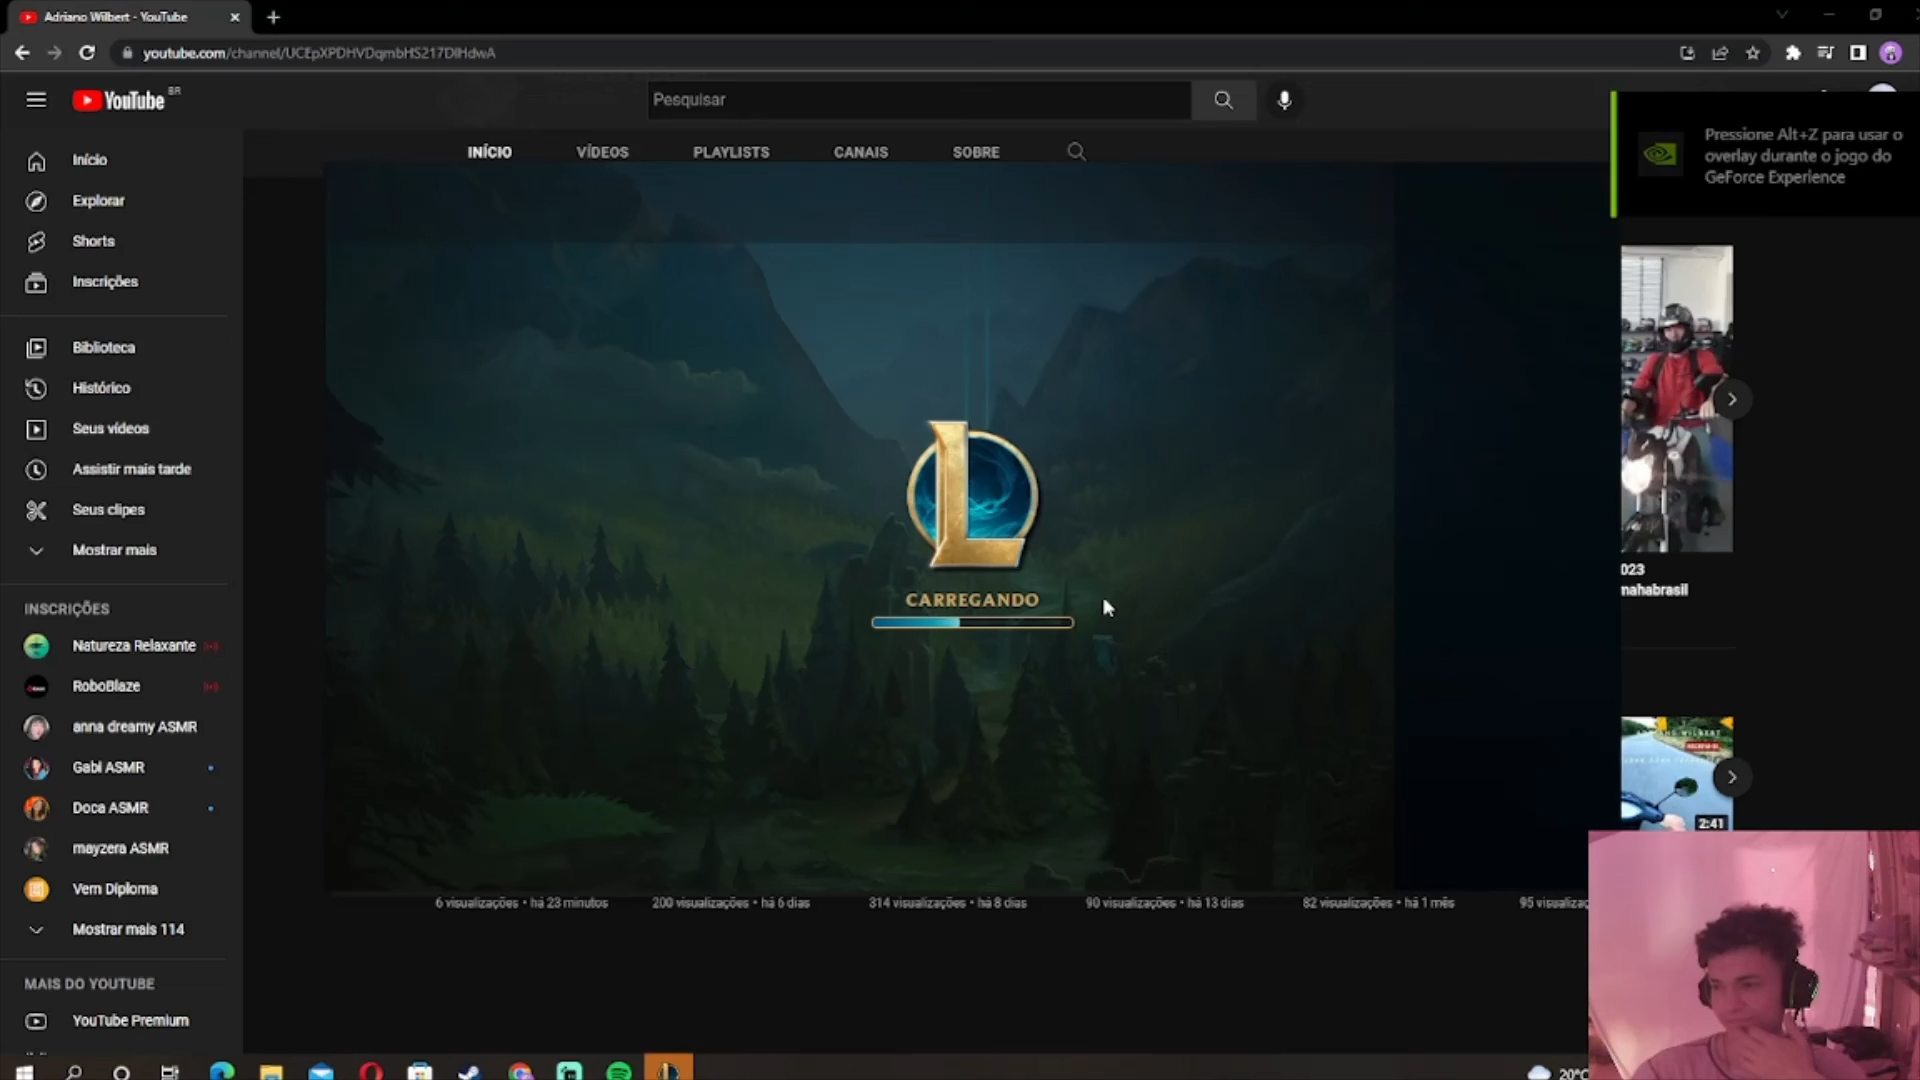 Adriano Wilbert - YouTube
youtube.com/channel/UCEpXPDHVDqmbHS217DlHdwA
YouTube BR
Pesquisar
INÍCIO VÍDEOS PLAYLISTS CANAIS SOBRE
Pressione Alt+Z para usar o
overlay durante o jogo do
GeForce Experience
Início
Explorar
Shorts
Inscrições
Biblioteca
Histórico
Seus vídeos
Assistir mais tarde
Seus clipes
Mostrar mais
INSCRIÇÕES
Natureza Relaxante
RoboBlaze
anna dreamy ASMR
Gabi ASMR
Doca ASMR
mayzera ASMR
Vem Diploma
Mostrar mais 114
MAIS DO YOUTUBE
YouTube Premium
CARREGANDO
023
mahabrasil
2:41
6 visualizações • há 23 minutos
200 visualizações • há 6 dias
314 visualizações • há 8 dias
90 visualizações • há 13 dias
82 visualizações • há 1 mês
95 visualiza
20°C